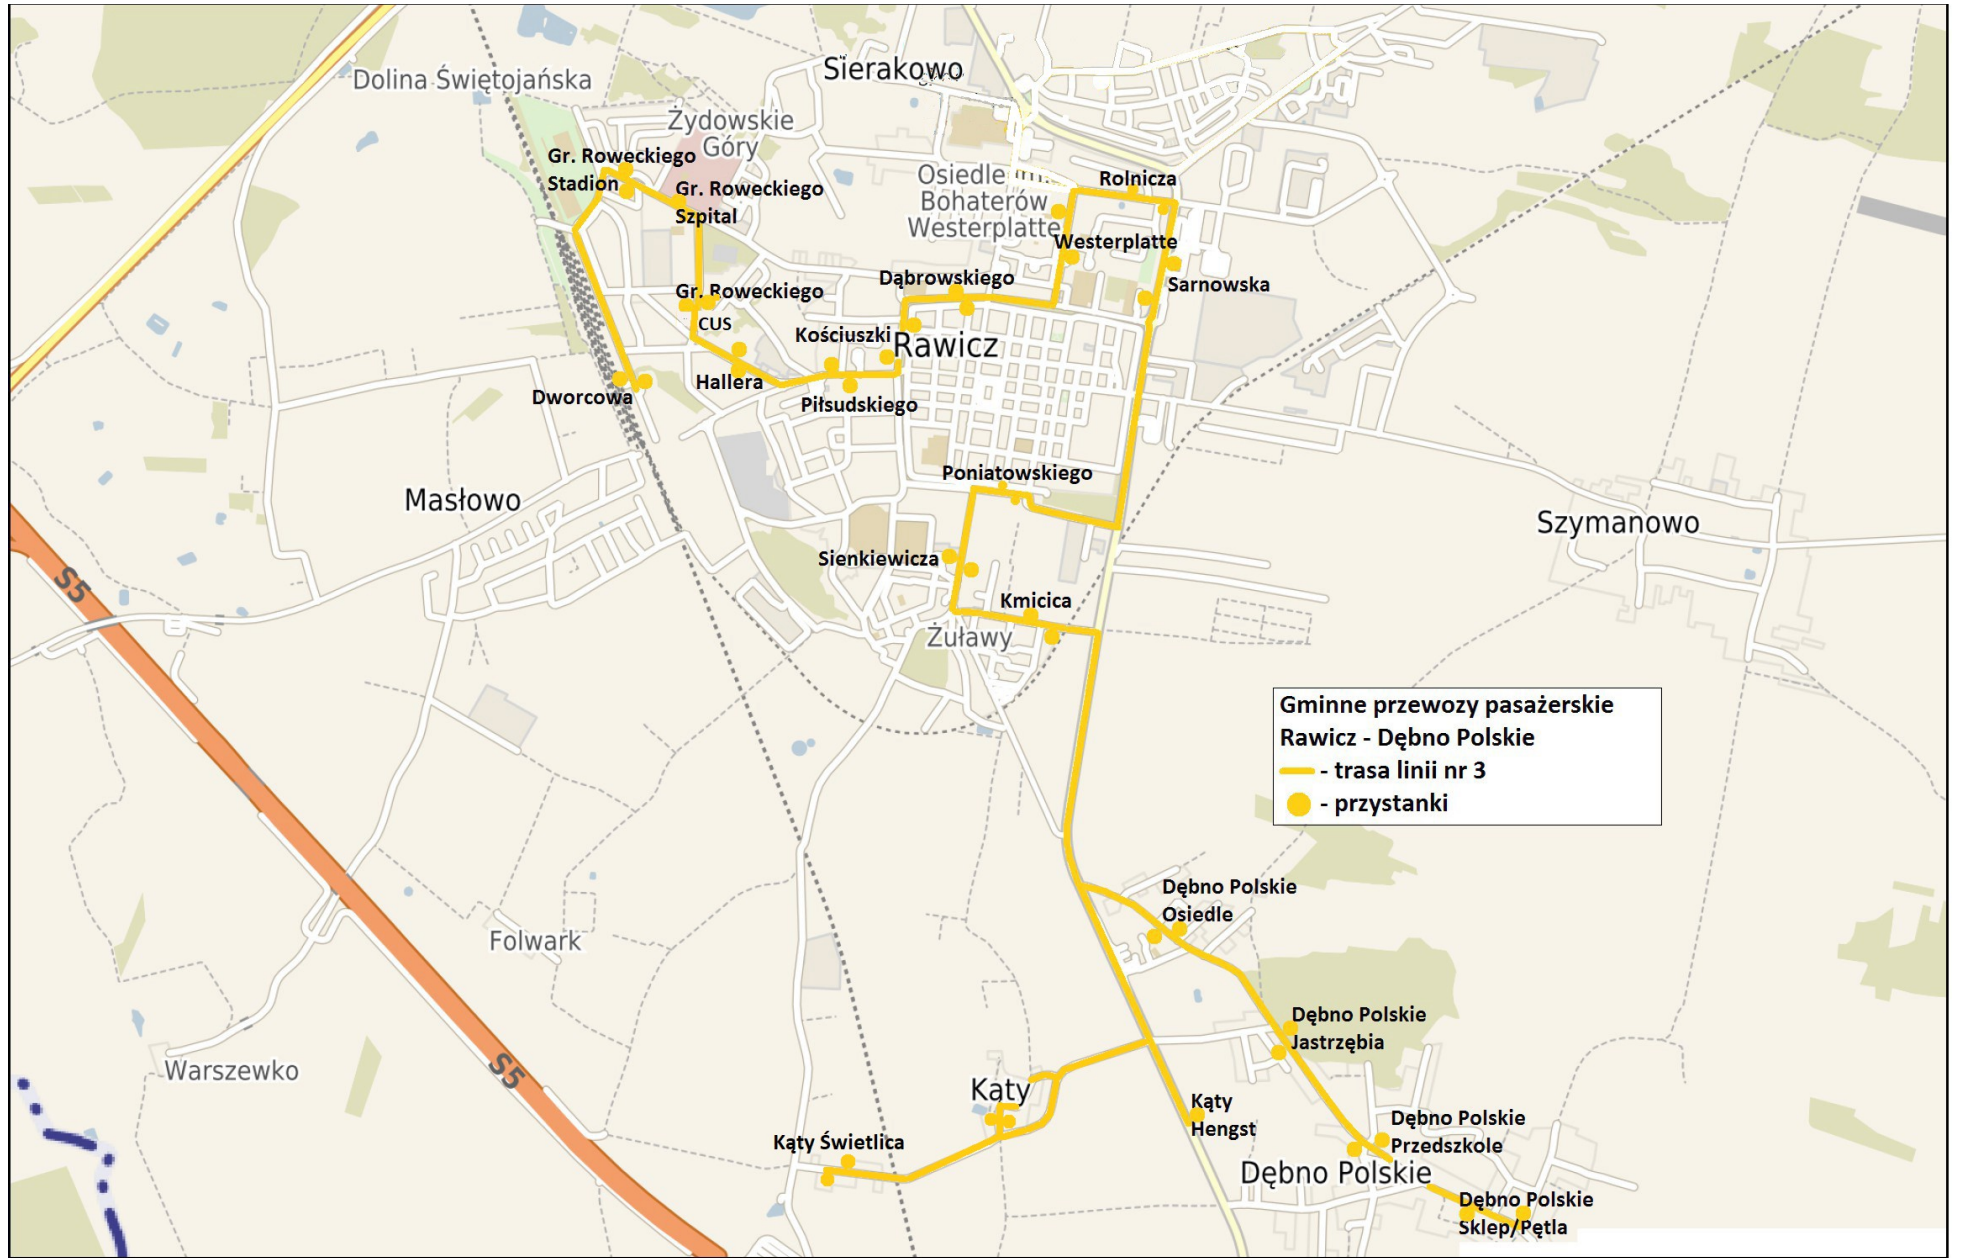 Sierakowo
Dolina Świętojańska
Żydowskie
Góry
Gr. Roweckiego
Stadion
Gr. Roweckiego
Szpital
Osiedle
Bohaterów
Westerplatte
Rolnicza
Westerplatte
Dąbrowskiego
Sarnowska
Gr. Roweckiego
CUS
Kościuszki
Rawicz
Hallera
Dworcowa
Piłsudskiego
Poniatowskiego
Masłowo
Szymanowo
Sienkiewicza
S5
Kmicica
Żuławy
Gminne przewozy pasażerskie
Rawicz - Dębno Polskie
- trasa linii nr 3
- przystanki
Dębno Polskie
Osiedle
Folwark
Dębno Polskie
Jastrzębia
Warszewko
S5
Kąty
Kąty
Hengst
Dębno Polskie
Przedszkole
Kąty Świetlica
Dębno Polskie
Dębno Polskie
Sklep/Pętla